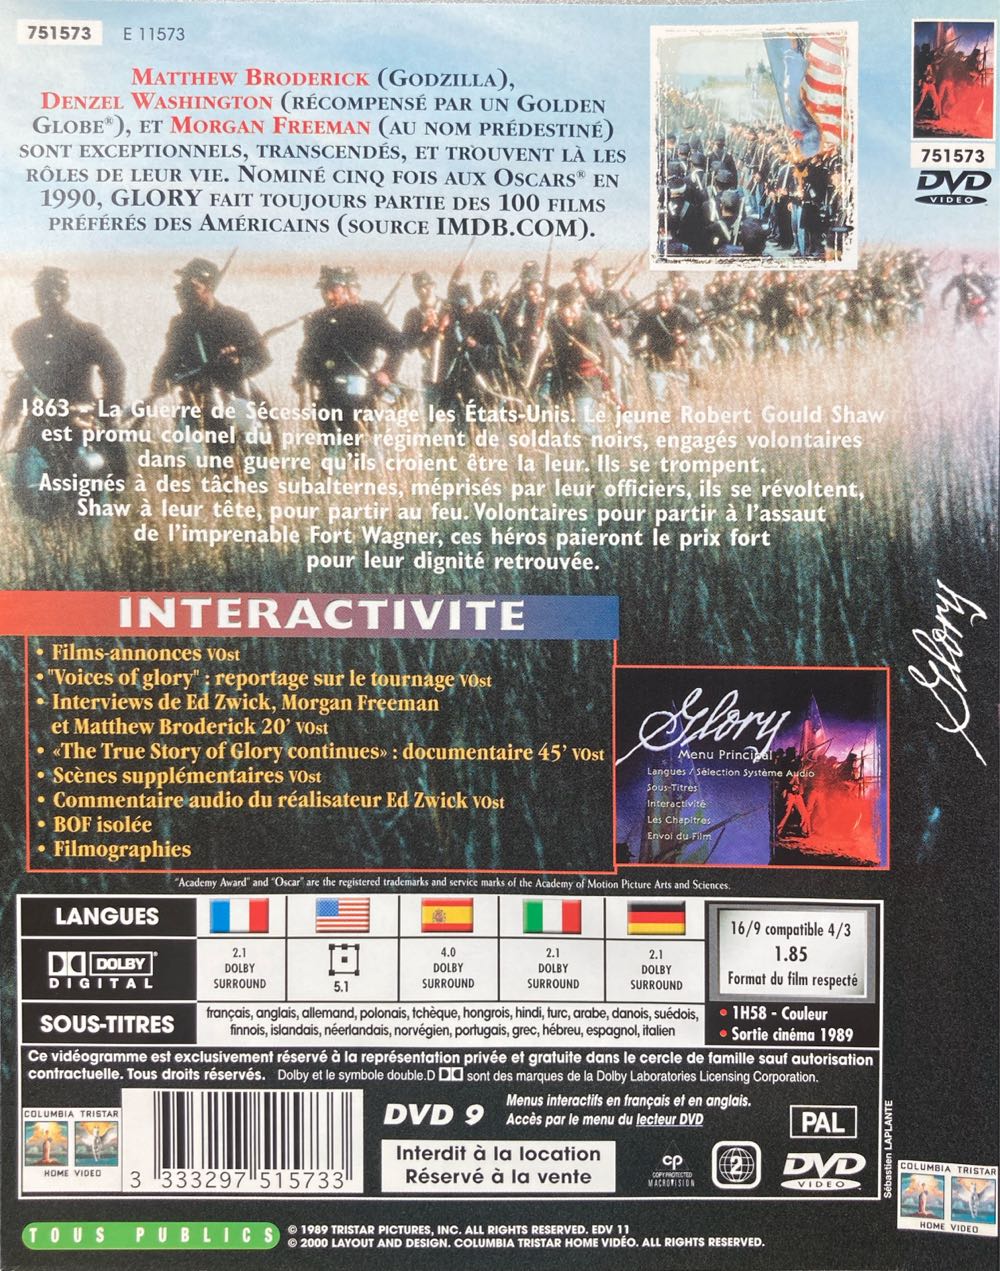 751573 E 11573
MATTHEW BRODERICK (GODZILLA),
DENZEL WASHINGTON (RÉCOMPENSÉ PAR UN GOLDEN
GLOBE®), ET MORGAN FREEMAN (AU NOM PRÉDESTINÉ)
SONT EXCEPTIONNELS, TRANSCENDÉS, ET TROUVENT LÀ LES
RÔLES DE LEUR VIE. NOMINÉ CINQ FOIS AUX OSCARS® EN
1990, GLORY FAIT TOUJOURS PARTIE DES 100 FILMS
PRÉFÉRÉS DES AMÉRICAINS (SOURCE IMDB.COM).
751573
DVD
VIDEO
1863 - La Guerre de Sécession ravage les États-Unis. Le jeune Robert Gould Shaw
est promu colonel du premier régiment de soldats noirs, engagés volontaires
dans une guerre qu'ils croient être la leur. Ils se trompent.
Assignés à des tâches subalternes, méprisés par leur officiers, ils se révoltent,
Shaw à leur tête, pour partir au feu. Volontaires pour partir à l'assaut
de l'imprenable Fort Wagner, ces héros paieront le prix fort
pour leur dignité retrouvée.
Glory
INTERACTIVITE
• Films-annonces VOst
• "Voices of glory" : reportage sur le tournage VOst
• Interviews de Ed Zwick, Morgan Freeman
et Matthew Broderick 20' VOst
• «The True Story of Glory continues» : documentaire 45' VOst
• Scènes supplémentaires VOst
• Commentaire audio du réalisateur Ed Zwick VOst
• BOF isolée
• Filmographies
Glory
Menu Principal
Langues / Sélection Système Audio
Sous-Titres
Interactivité
Les Chapitres
Envoi du Film
"Academy Award" and "Oscar" are the registered trademarks and service marks of the Academy of Motion Picture Arts and Sciences.
LANGUES
DOLBY®
DIGITAL
2.1
DOLBY
SURROUND
5.1
4.0
DOLBY
SURROUND
2.1
DOLBY
SURROUND
2.1
DOLBY
SURROUND
SOUS-TITRES
français, anglais, allemand, polonais, tchèque, hongrois, hindi, turc, arabe, danois, suédois,
finnois, islandais, néerlandais, norvégien, portugais, grec, hébreu, espagnol, italien
16/9 compatible 4/3
1.85
Format du film respecté
• 1H58 - Couleur
• Sortie cinéma 1989
Ce vidéogramme est exclusivement réservé à la représentation privée et gratuite dans le cercle de famille sauf autorisation
contractuelle. Tous droits réservés. Dolby et le symbole double.D sont des marques de la Dolby Laboratories Licensing Corporation.
COLUMBIA TRISTAR
HOME VIDEO
3 333297 515733
DVD 9
Menus interactifs en français et en anglais.
Accès par le menu du lecteur DVD
Interdit à la location
Réservé à la vente
CP
COPY PROTECTED
MACROVISION
2
PAL
DVD
VIDEO
Sébastien LAPLANTE
COLUMBIA TRISTAR
HOME VIDEO
TOUS PUBLICS
© 1989 TRISTAR PICTURES, INC. ALL RIGHTS RESERVED. EDV 11
© 2000 LAYOUT AND DESIGN. COLUMBIA TRISTAR HOME VIDÉO. ALL RIGHTS RESERVED.